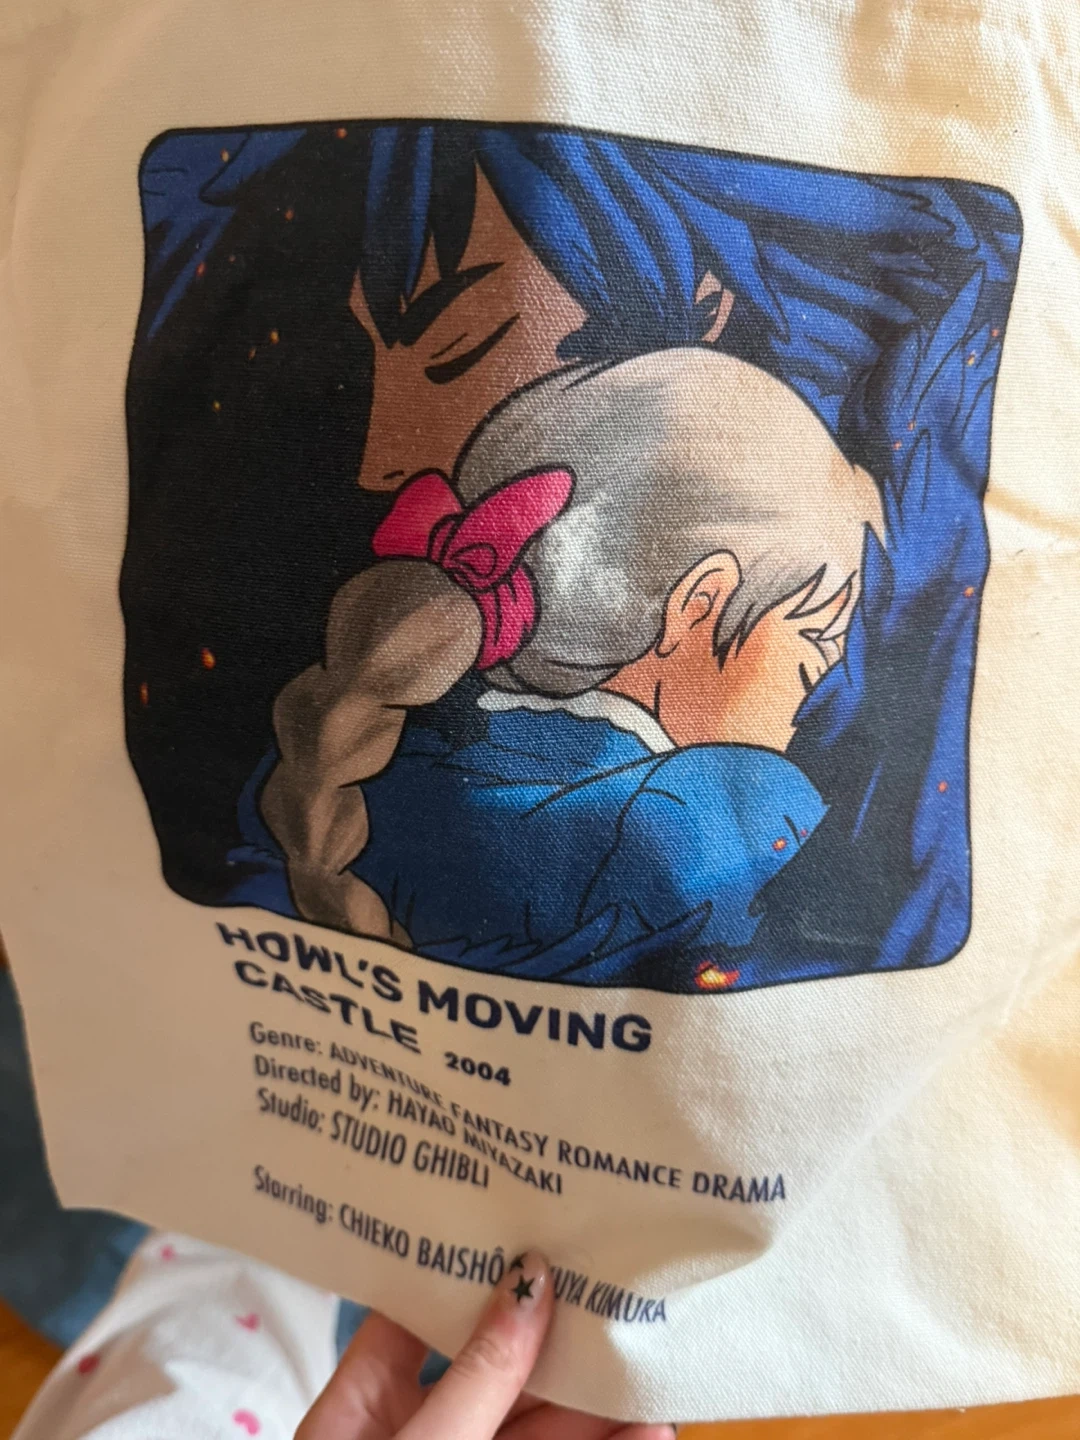 HOWL'S MOVING
CASTLE 2004
Genre: ADVENTURE FANTASY ROMANCE DRAMA
Directed by: HAYAO MIYAZAKI
Studio: STUDIO GHIBLI
Starring: CHIEKO BAISHÔ KIMURA